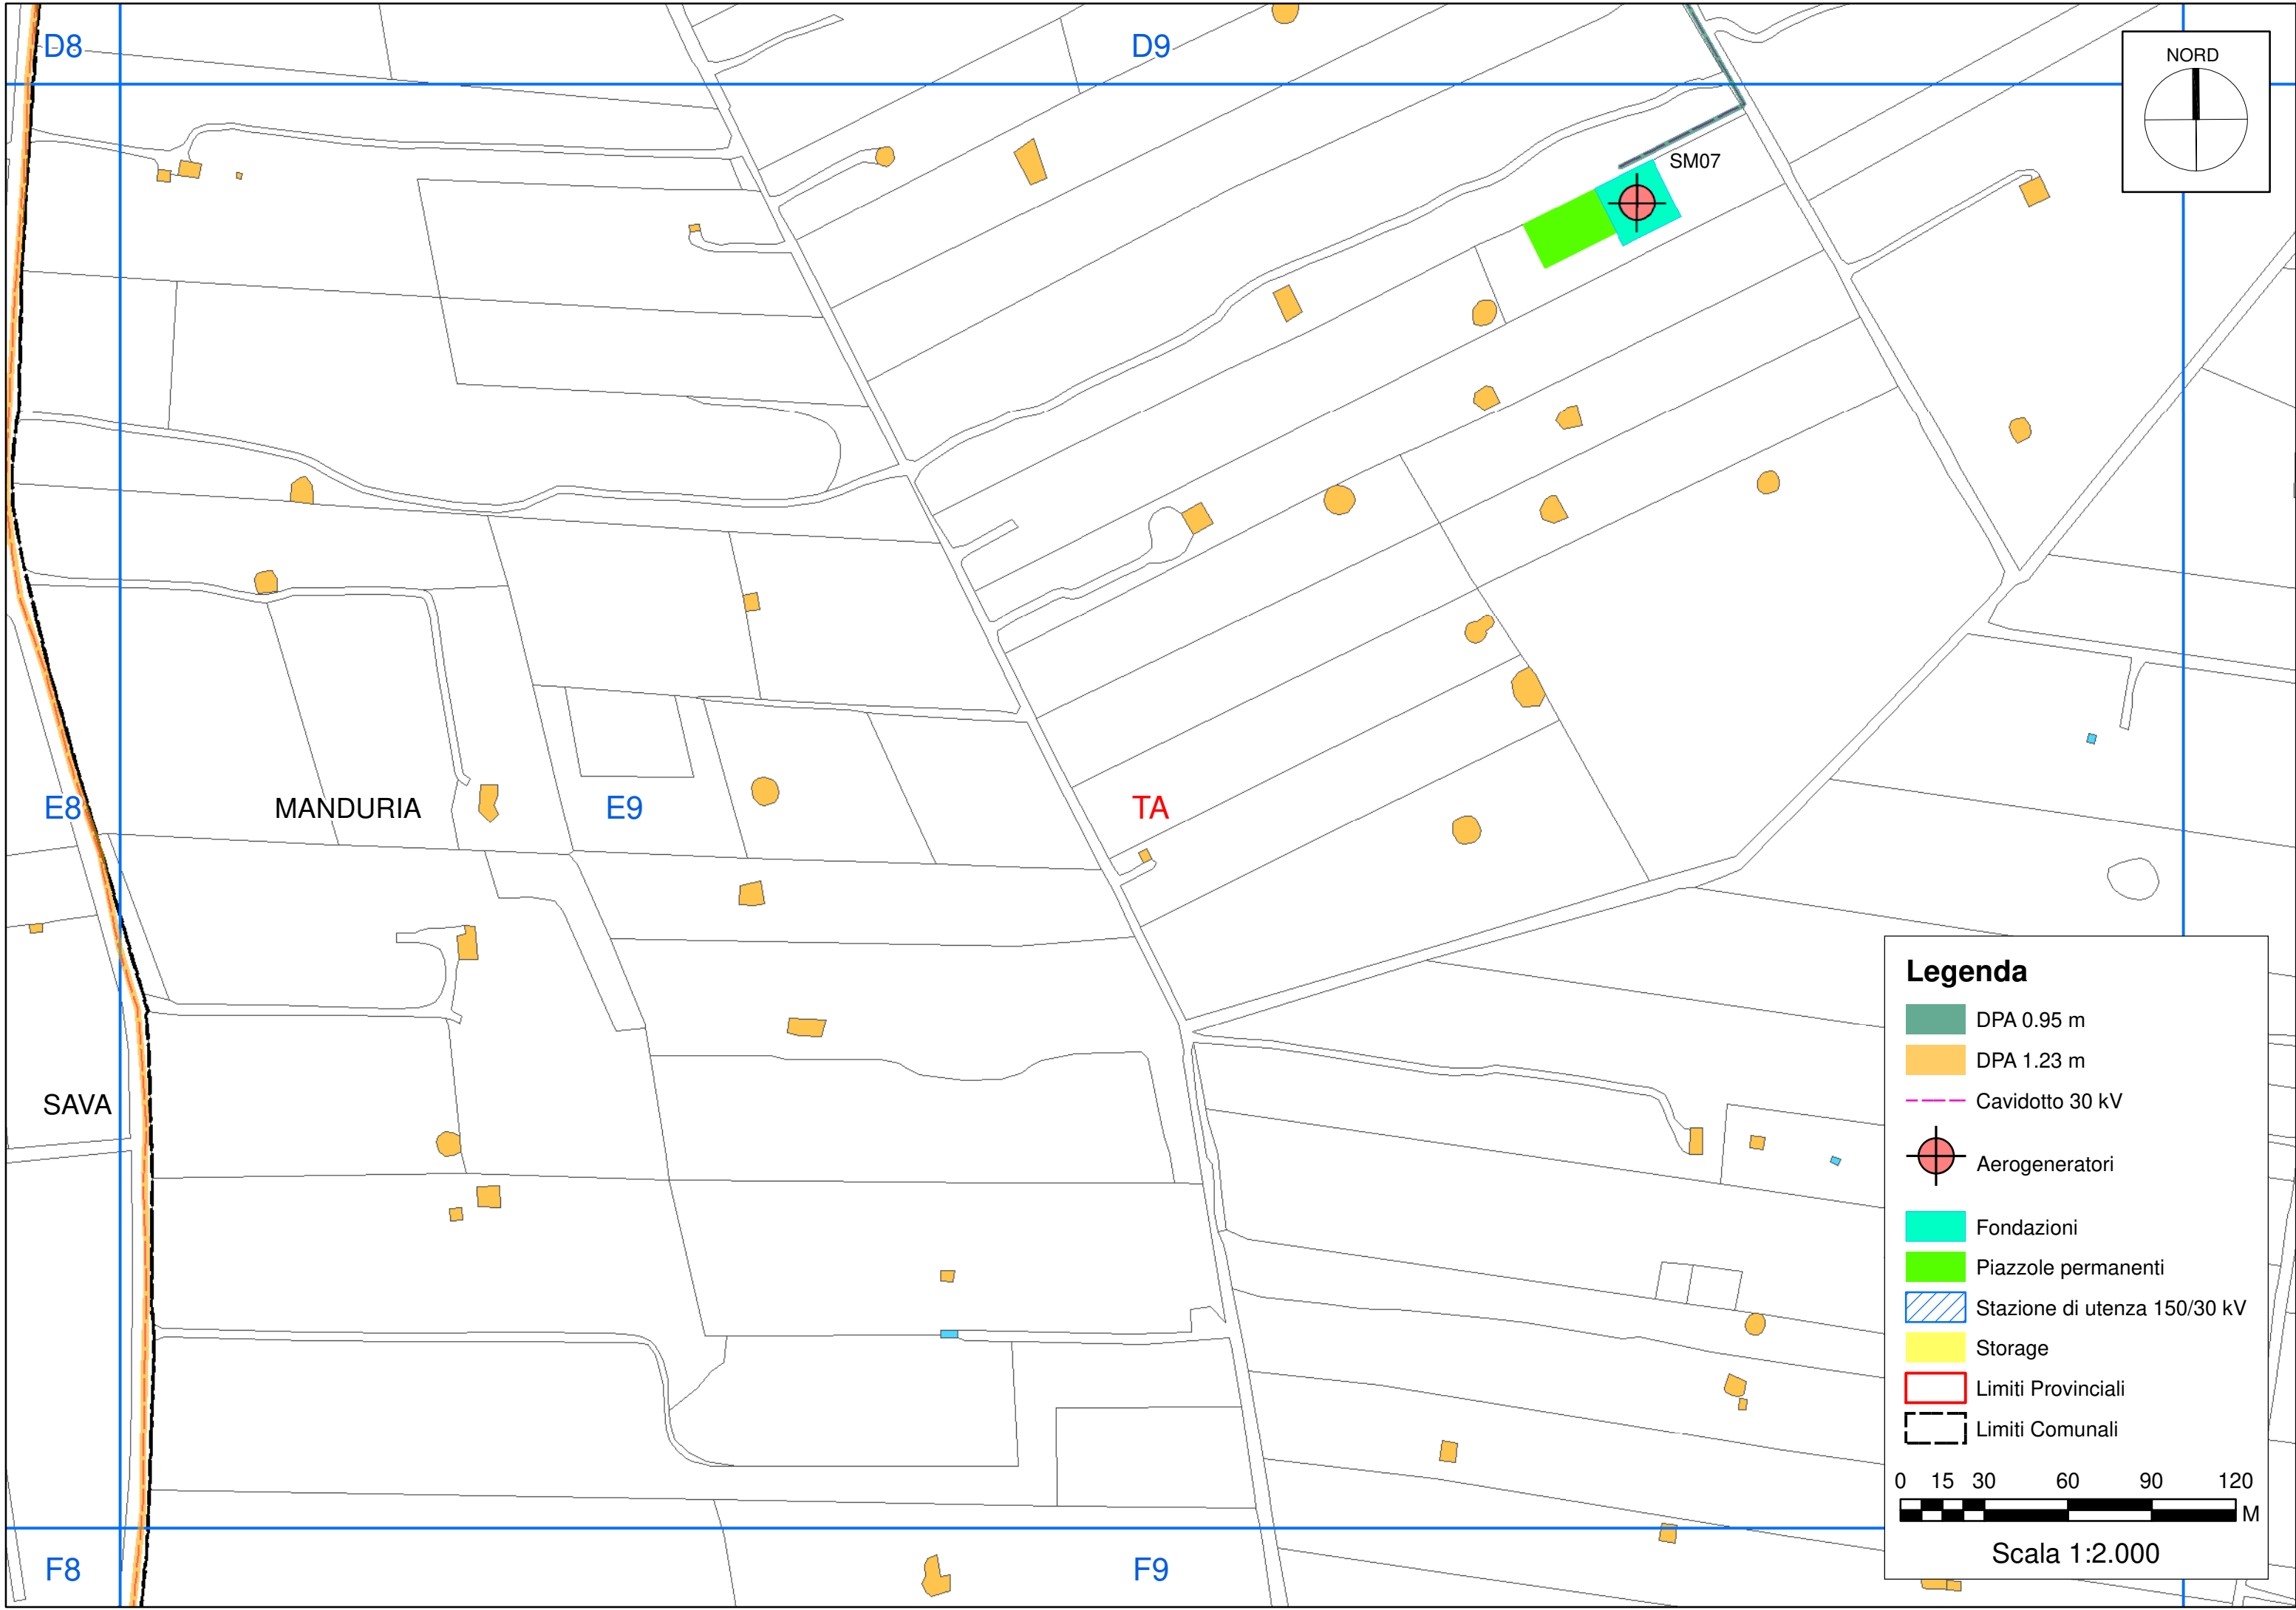 D8
D9
NORD
SM07
E8
MANDURIA
E9
TA
SAVA
F8
F9
Legenda
DPA 0.95 m
DPA 1.23 m
Cavidotto 30 kV
Aerogeneratori
Fondazioni
Piazzole permanenti
Stazione di utenza 150/30 kV
Storage
Limiti Provinciali
Limiti Comunali
0 15 30 60 90 120
M
Scala 1:2.000